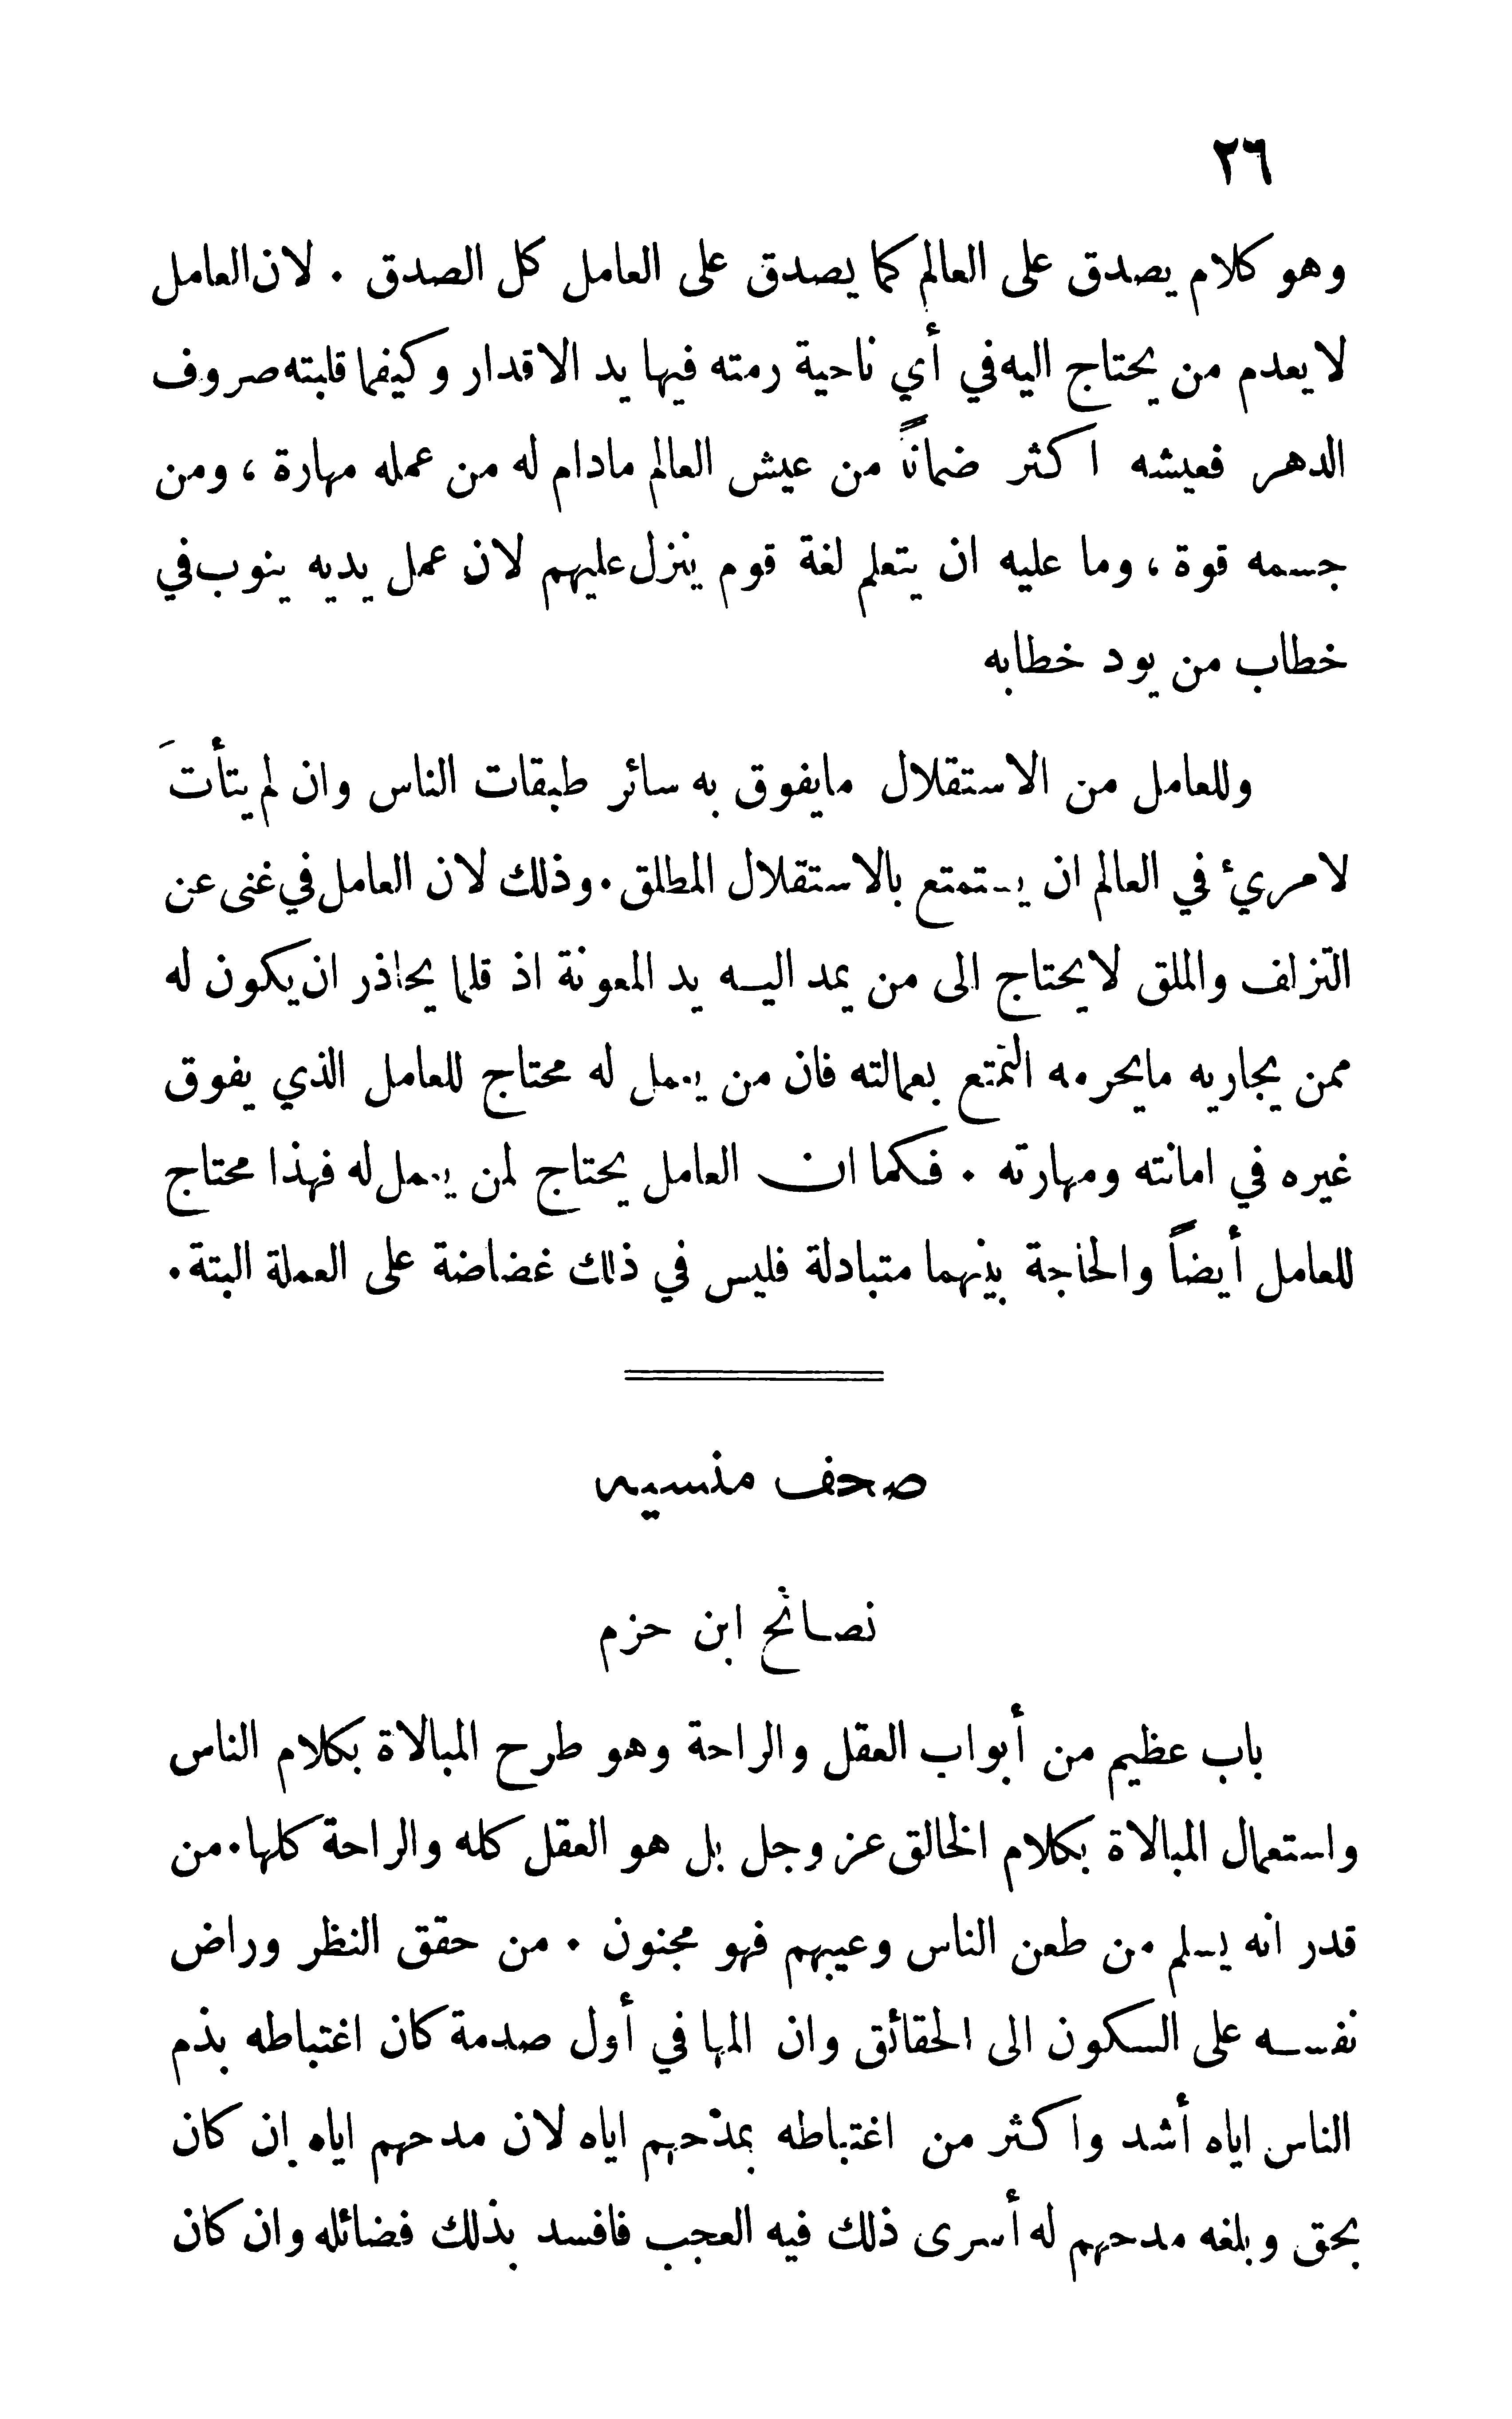 ٢٦
وهو كلام يصدق على العالم كما يصدق على العامل كل الصدق . لان العامل
لا يعدم من يحتاج اليه في أي ناحية رمته فيها يد الاقدار وكيفما قلبته صروف
الدهر فعيشه اكثر ضماناً من عيش العالم مادام له من عمله مهارة ، ومن
جسمه قوة ، وما عليه ان يتعلم لغة قوم ينزل عليهم لان عمل يديه ينوب في
خطاب من يود خطابه
وللعامل من الاستقلال مايفوق به سائر طبقات الناس وان لم يتأتَ
لامريء في العالم ان يستمتع بالاستقلال المطلق . وذلك لان العامل في غنى عن
التزلف والملق لايحتاج الى من يمد اليه يد المعونة اذ قلما يحاذر ان يكون له
ممن يجاريه مايحرمه التمتع بعمالته فان من يعمل له محتاج للعامل الذي يفوق
غيره في امانته ومهارته . فكما ان العامل يحتاج لمن يعمل له فهذا محتاج
للعامل أيضاً والحاجة بينهما متبادلة فليس في ذلك غضاضة على العملة البتة .
صحف منسية
نصائح ابن حزم
باب عظيم من أبواب العقل والراحة وهو طرح المبالاة بكلام الناس
واستعمال المبالاة بكلام الخالق عز وجل بل هو العقل كله والراحة كلها . من
قدر انه يسلم من طعن الناس وعيبهم فهو مجنون . من حقق النظر وراض
نفسه على السكون الى الحقائق وان المها في أول صدمة كان اغتباطه بذم
الناس اياه أشد واكثر من اغتباطه بمدحهم اياه لان مدحهم اياه إن كان
بحق وبلغه مدحهم له أسرى ذلك فيه العجب فافسد بذلك فضائله وان كان